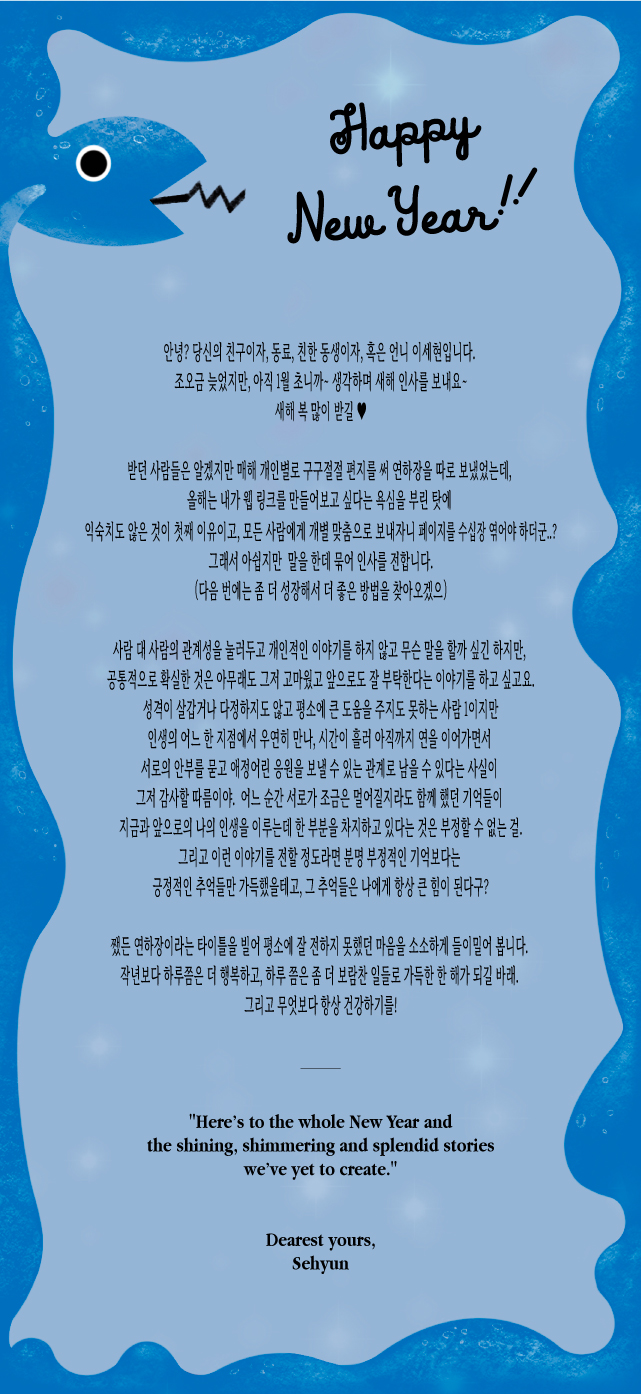 Happy
New Year!!
안녕? 당신의 친구이자, 동료, 친한 동생이자, 혹은 언니 이세현입니다.
조오금 늦었지만, 아직 1월 초니까~ 생각하며 새해 인사를 보내요~
새해 복 많이 받길 ♥
받던 사람들은 알겠지만 매해 개인별로 구구절절 편지를 써 연하장을 따로 보냈었는데,
올해는 내가 웹 링크를 만들어보고 싶다는 욕심을 부린 탓에
익숙치도 않은 것이 첫째 이유이고, 모든 사람에게 개별 맞춤으로 보내자니 페이지를 수십장 엮어야 하더군..?
그래서 아쉽지만 말을 한데 묶어 인사를 전합니다.
(다음 번에는 좀 더 성장해서 더 좋은 방법을 찾아오겠으)
사람 대 사람의 관계성을 눌러두고 개인적인 이야기를 하지 않고 무슨 말을 할까 싶긴 하지만,
공통적으로 확실한 것은 아무래도 그저 고마웠고 앞으로도 잘 부탁한다는 이야기를 하고 싶고요.
성격이 살갑거나 다정하지도 않고 평소에 큰 도움을 주지도 못하는 사람 1이지만
인생의 어느 한 지점에서 우연히 만나, 시간이 흘러 아직까지 연을 이어가면서
서로의 안부를 묻고 애정어린 응원을 보낼 수 있는 관계로 남을 수 있다는 사실이
그저 감사할 따름이야. 어느 순간 서로가 조금은 멀어질지라도 함께 했던 기억들이
지금과 앞으로의 나의 인생을 이루는데 한 부분을 차지하고 있다는 것은 부정할 수 없는 걸.
그리고 이런 이야기를 전할 정도라면 분명 부정적인 기억보다는
긍정적인 추억들만 가득했을테고, 그 추억들은 나에게 항상 큰 힘이 된다구?
쨌든 연하장이라는 타이틀을 빌어 평소에 잘 전하지 못했던 마음을 소소하게 들이밀어 봅니다.
작년보다 하루쯤은 더 행복하고, 하루 쯤은 좀 더 보람찬 일들로 가득한 한 해가 되길 바래.
그리고 무엇보다 항상 건강하기를!
"Here's to the whole New Year and
the shining, shimmering and splendid stories
we've yet to create."
Dearest yours,
Sehyun